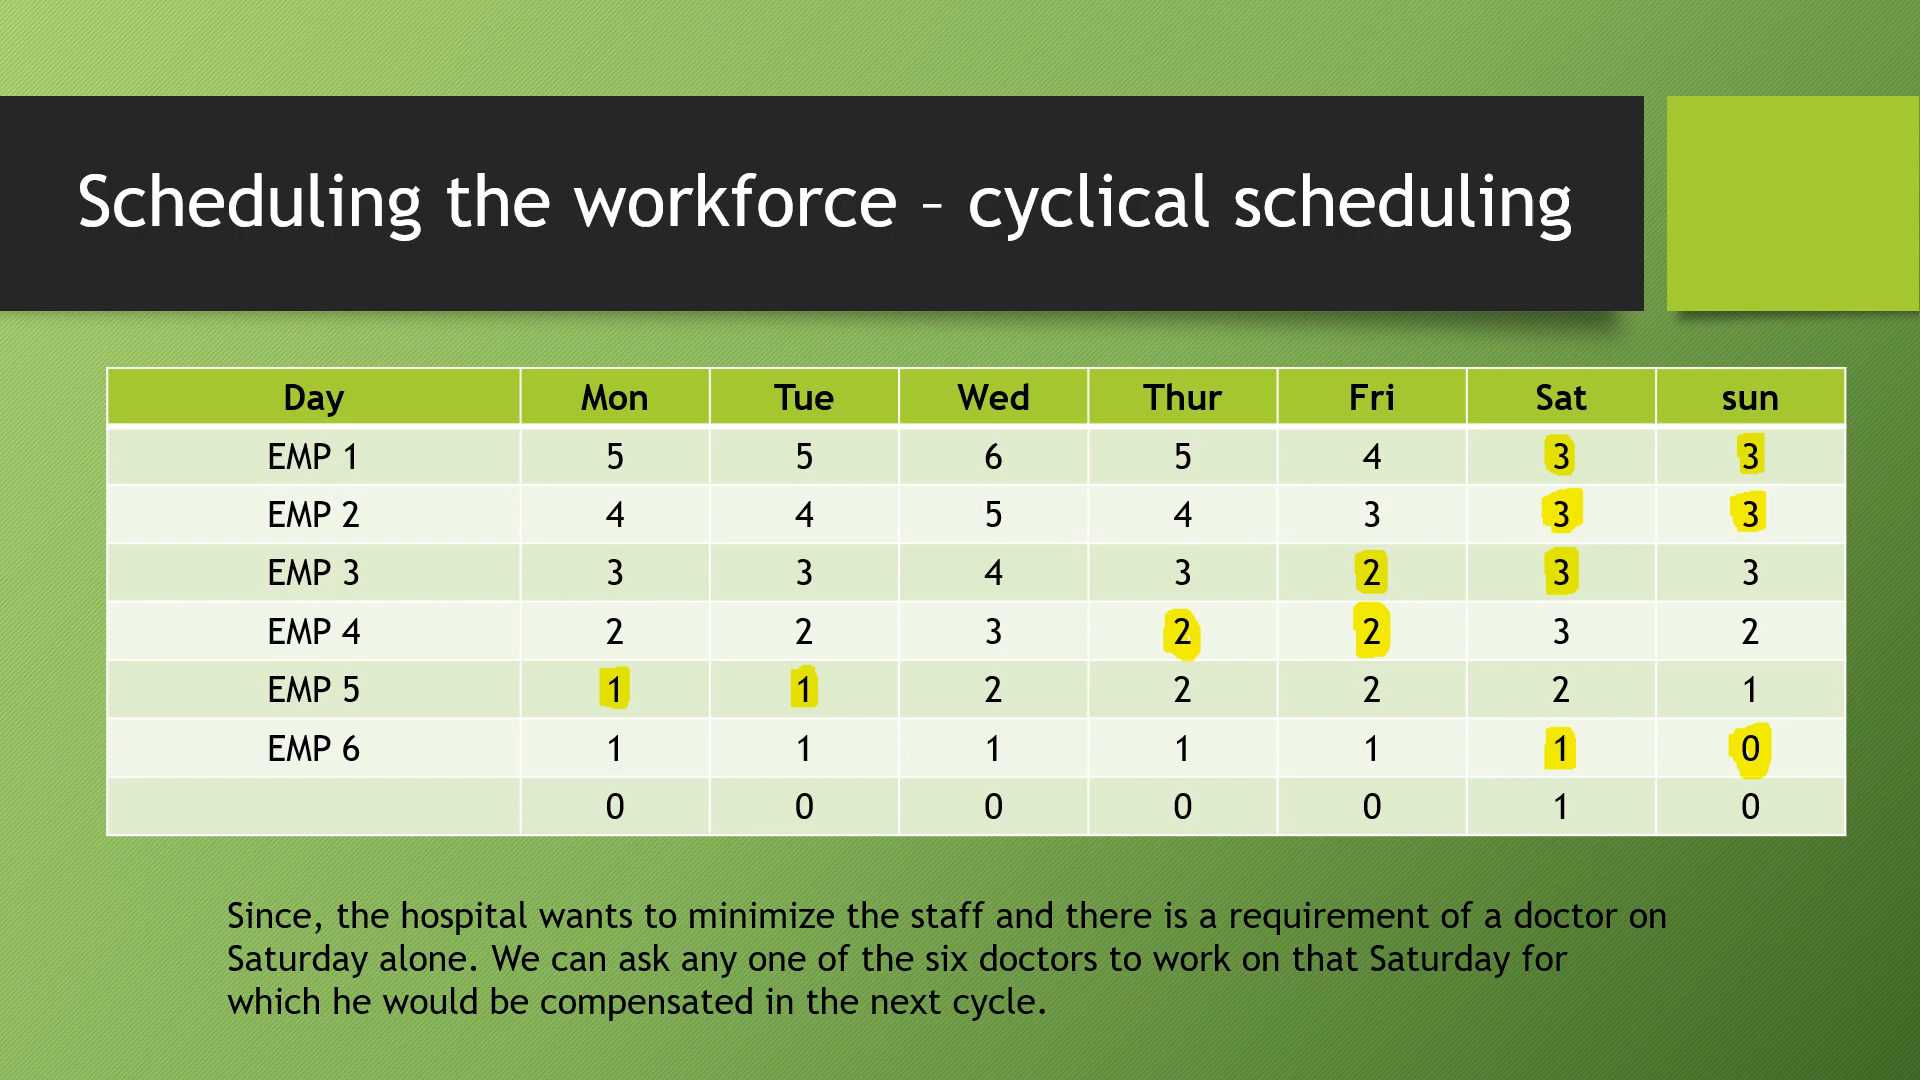 Scheduling the workforce – cyclical scheduling
Day Mon Tue Wed Thur Fri Sat sun
EMP 1 5 5 6 5 4 3 3
EMP 2 4 4 5 4 3 3 3
EMP 3 3 3 4 3 2 3 3
EMP 4 2 2 3 2 2 3 2
EMP 5 1 1 2 2 2 2 1
EMP 6 1 1 1 1 1 1 0
0 0 0 0 0 1 0
Since, the hospital wants to minimize the staff and there is a requirement of a doctor on
Saturday alone. We can ask any one of the six doctors to work on that Saturday for
which he would be compensated in the next cycle.